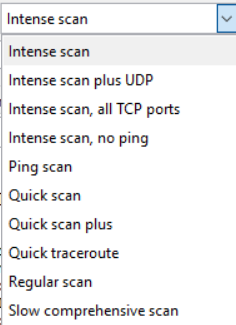 Intense scan
Intense scan
Intense scan plus UDP
Intense scan, all TCP ports
Intense scan, no ping
Ping scan
Quick scan
Quick scan plus
Quick traceroute
Regular scan
Slow comprehensive scan